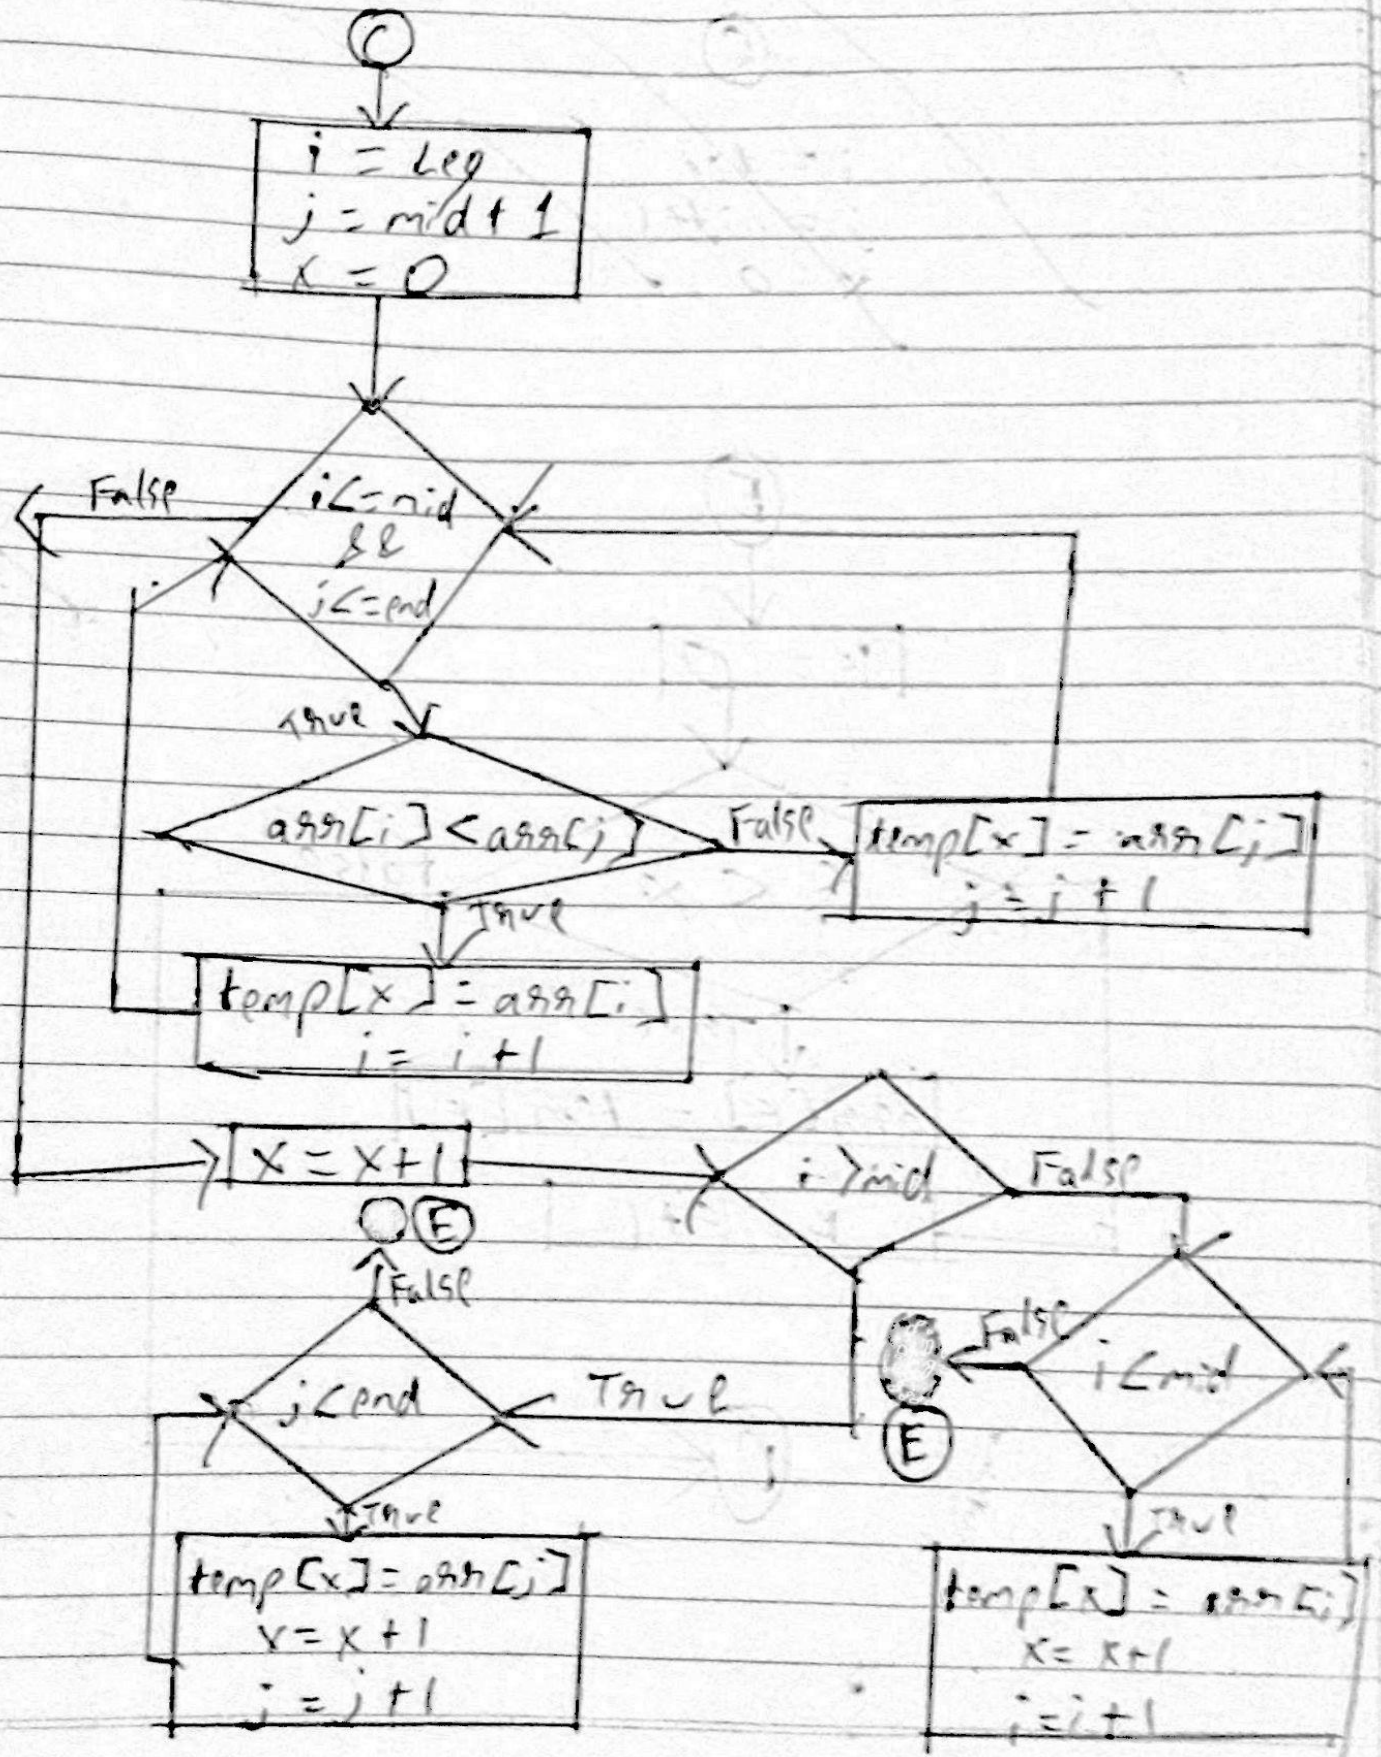 C
i = beg
j = mid + 1
x = 0
i<=mid
&&
j<=end
False
True
arr[i] < arr[j]
False
temp[x] = arr[j]
j = j + 1
True
temp[x] = arr[i]
i = i + 1
x = x+1
i >mid
False
E
False
j<end
True
i<mid
False
E
True
temp[x] = arr[j]
x = x + 1
j = j + 1
True
temp[x] = arr[i]
x = x+1
i = i + 1